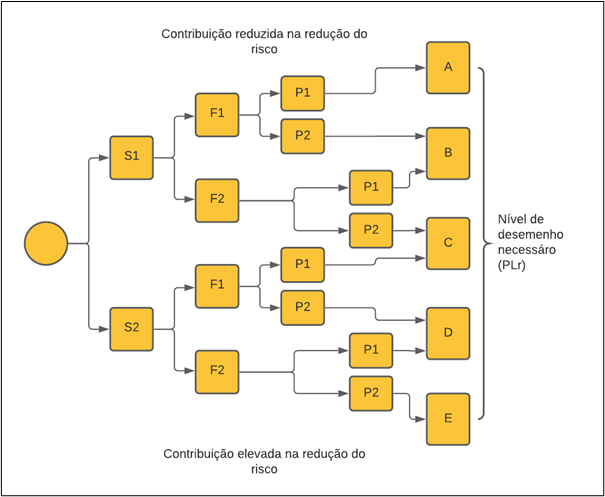 Contribuição reduzida na redução do
risco
A
P1
F1
P2
B
S1
P1
F2
P2
C
Nível de
desemenho
necessáro
(PLr)
P1
F1
P2
D
S2
P1
F2
P2
E
Contribuição elevada na redução do
risco